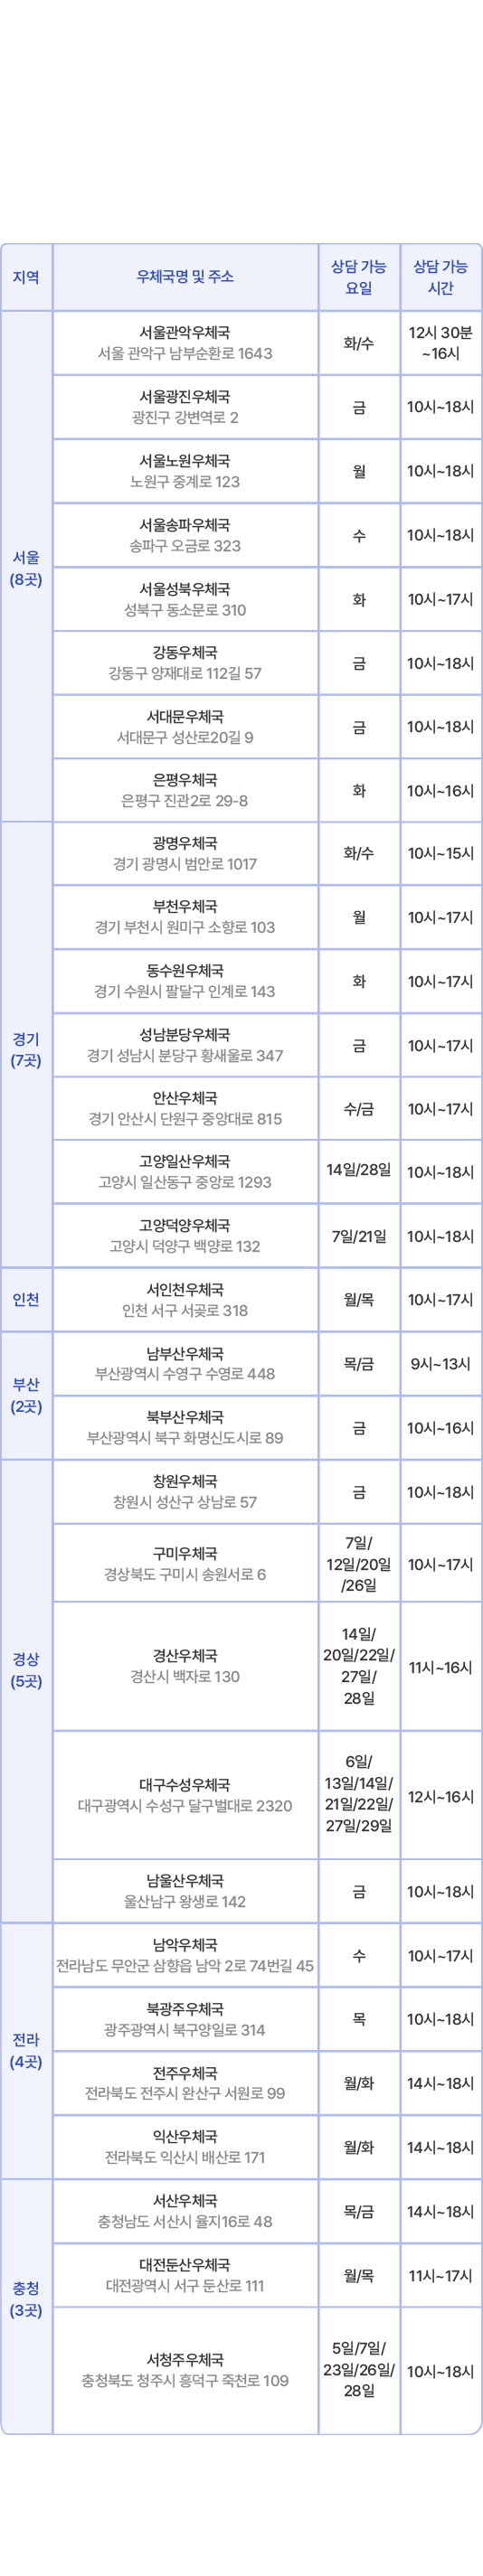 지역
우체국명 및 주소
상담 가능
요일
상담 가능
시간
서울
(8곳)
서울관악우체국
서울 관악구 남부순환로 1643
화/수
12시 30분
~16시
서울광진우체국
광진구 강변역로 2
금
10시~18시
서울노원우체국
노원구 중계로 123
월
10시~18시
서울송파우체국
송파구 오금로 323
수
10시~18시
서울성북우체국
성북구 동소문로 310
화
10시~17시
강동우체국
강동구 양재대로 112길 57
금
10시~18시
서대문우체국
서대문구 성산로20길 9
금
10시~18시
은평우체국
은평구 진관2로 29-8
화
10시~16시
경기
(7곳)
광명우체국
경기 광명시 범안로 1017
화/수
10시~15시
부천우체국
경기 부천시 원미구 소향로 103
월
10시~17시
동수원우체국
경기 수원시 팔달구 인계로 143
화
10시~17시
성남분당우체국
경기 성남시 분당구 황새울로 347
금
10시~17시
안산우체국
경기 안산시 단원구 중앙대로 815
수/금
10시~17시
고양일산우체국
고양시 일산동구 중앙로 1293
14일/28일
10시~18시
고양덕양우체국
고양시 덕양구 백양로 132
7일/21일
10시~18시
인천
서인천우체국
인천 서구 서곶로 318
월/목
10시~17시
부산
(2곳)
남부산우체국
부산광역시 수영구 수영로 448
목/금
9시~13시
북부산우체국
부산광역시 북구 화명신도시로 89
금
10시~16시
경상
(5곳)
창원우체국
창원시 성산구 상남로 57
금
10시~18시
구미우체국
경상북도 구미시 송원서로 6
7일/
12일/20일
/26일
10시~17시
경산우체국
경산시 백자로 130
14일/
20일/22일/
27일/
28일
11시~16시
대구수성우체국
대구광역시 수성구 달구벌대로 2320
6일/
13일/14일/
21일/22일/
27일/29일
12시~16시
남울산우체국
울산남구 왕생로 142
금
10시~18시
전라
(4곳)
남악우체국
전라남도 무안군 삼향읍 남악 2로 74번길 45
수
10시~17시
북광주우체국
광주광역시 북구양일로 314
목
10시~18시
전주우체국
전라북도 전주시 완산구 서원로 99
월/화
14시~18시
익산우체국
전라북도 익산시 배산로 171
월/화
14시~18시
충청
(3곳)
서산우체국
충청남도 서산시 율지16로 48
목/금
14시~18시
대전둔산우체국
대전광역시 서구 둔산로 111
월/목
11시~17시
서청주우체국
충청북도 청주시 흥덕구 죽천로 109
5일/7일/
23일/26일/
28일
10시~18시